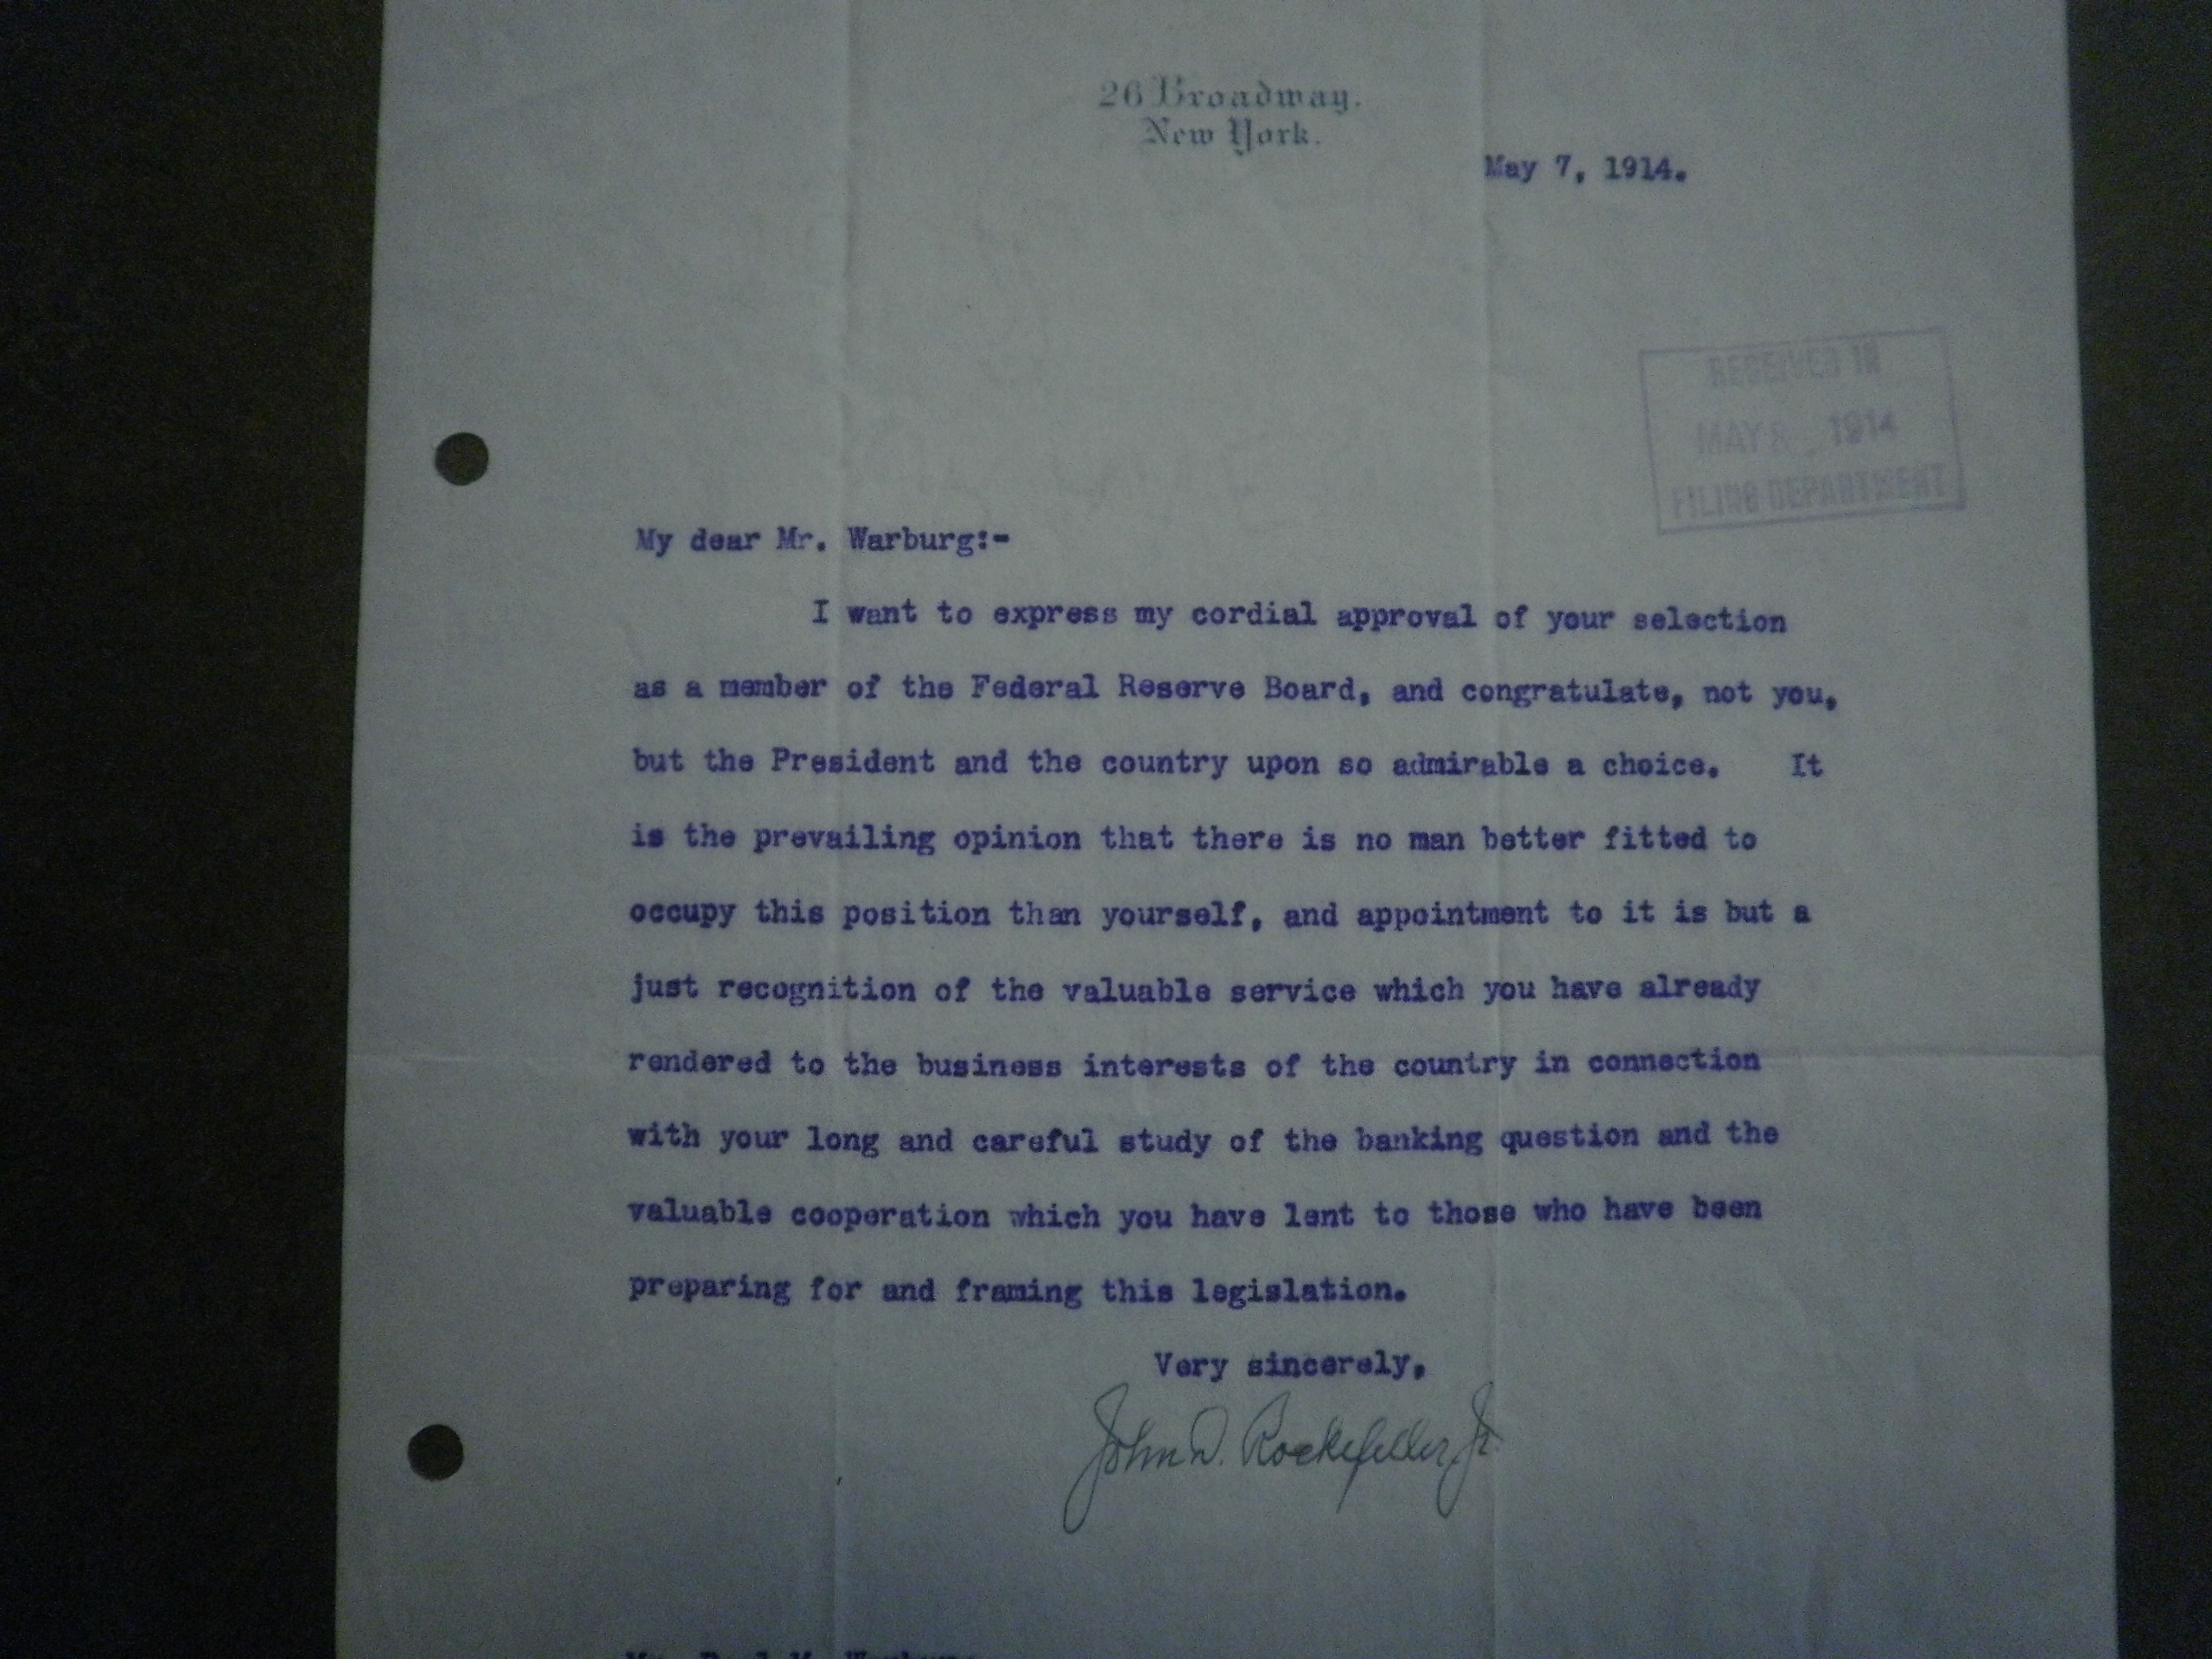 26 Broadway.
New York.
May 7, 1914.
RECEIVED IN
MAY 8 1914
FILING DEPARTMENT
My dear Mr. Warburg:-
I want to express my cordial approval of your selection
as a member of the Federal Reserve Board, and congratulate, not you,
but the President and the country upon so admirable a choice. It
is the prevailing opinion that there is no man better fitted to
occupy this position than yourself, and appointment to it is but a
just recognition of the valuable service which you have already
rendered to the business interests of the country in connection
with your long and careful study of the banking question and the
valuable cooperation which you have lent to those who have been
preparing for and framing this legislation.
Very sincerely,
John D. Rockefeller Jr.